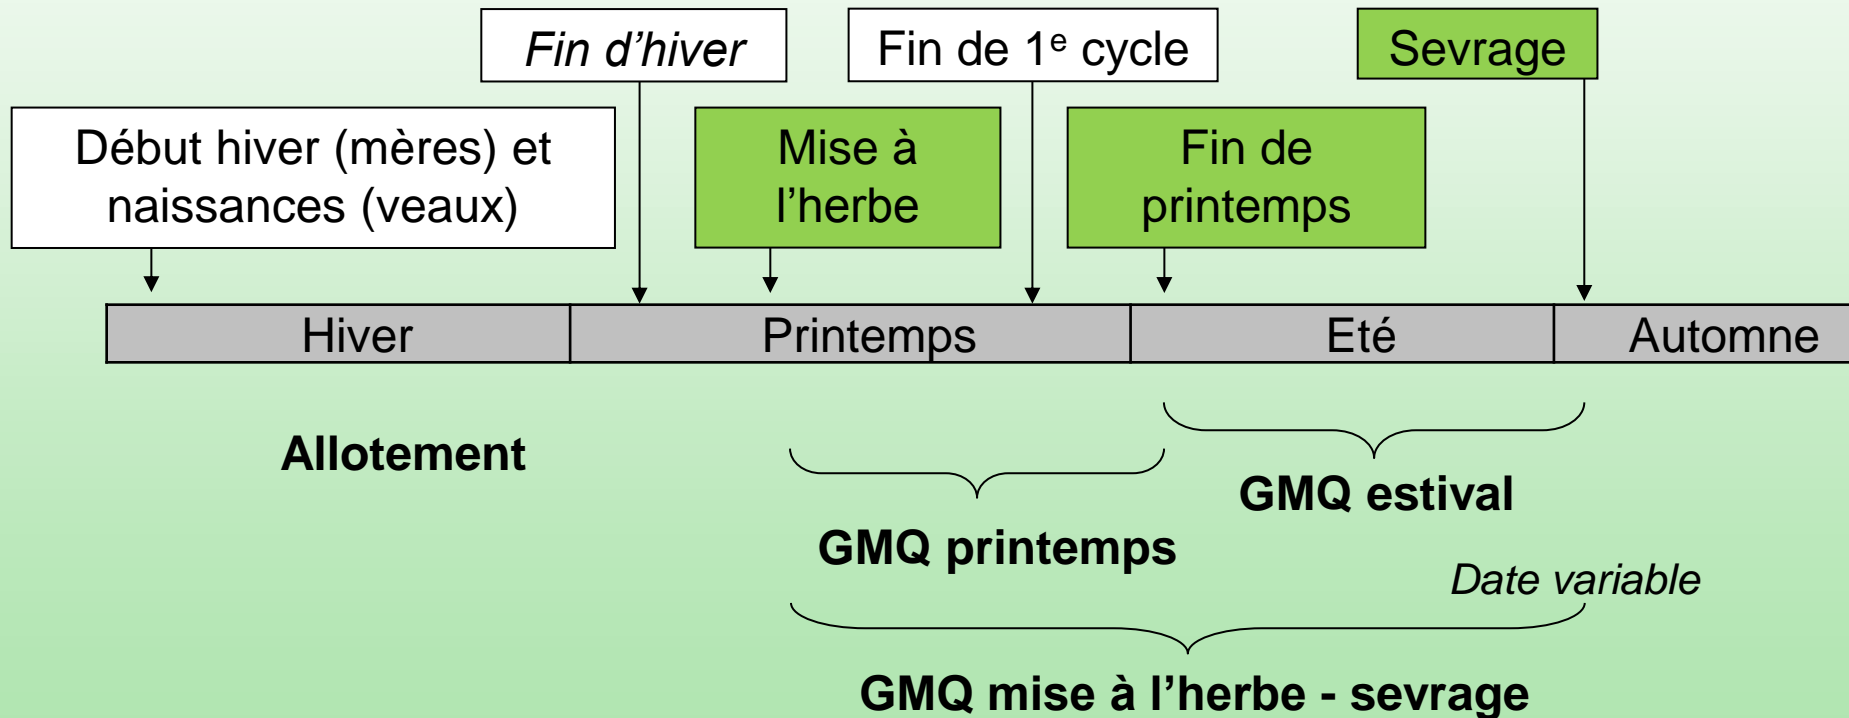 Fin d’hiver
Fin de 1e cycle
Sevrage
Début hiver (mères) et
naissances (veaux)
Mise à
l’herbe
Fin de
printemps
Hiver
Printemps
Eté
Automne
Allotement
GMQ estival
GMQ printemps
Date variable
GMQ mise à l’herbe - sevrage